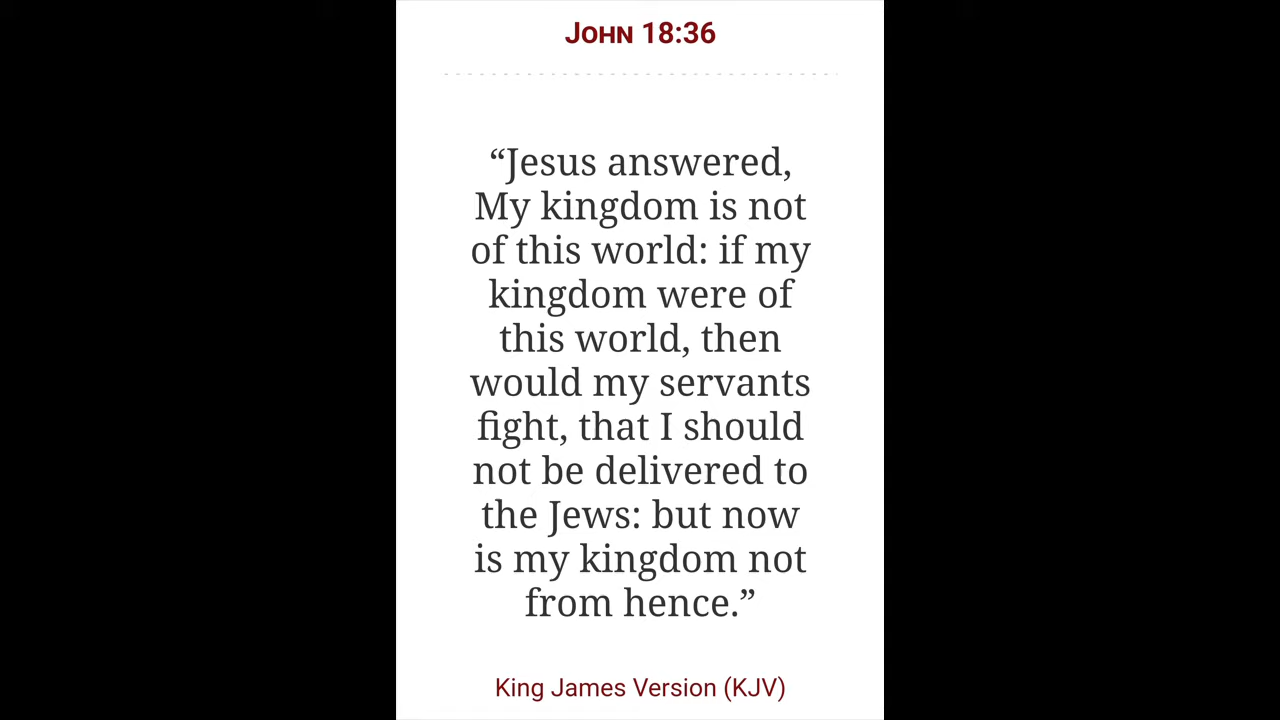 John 18:36
“Jesus answered,
My kingdom is not
of this world: if my
kingdom were of
this world, then
would my servants
fight, that I should
not be delivered to
the Jews: but now
is my kingdom not
from hence.”
King James Version (KJV)